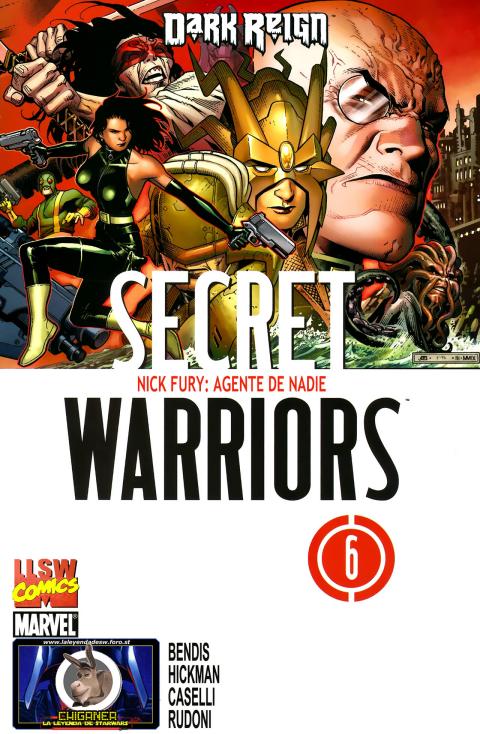 DARK REIGN
SECRET
NICK FURY: AGENTE DE NADIE
WARRIORS
TM
6
LLSW
COMICS
MARVEL
www.laleyendadesw.foro.st
CHIGANER
LA LEYENDA DE STARWARS
BENDIS
HICKMAN
CASELLI
RUDONI